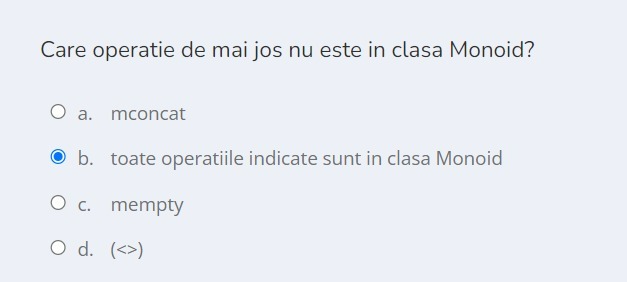 Care operatie de mai jos nu este in clasa Monoid?
a. mconcat
b. toate operatiile indicate sunt in clasa Monoid
c. mempty
d. (<>)